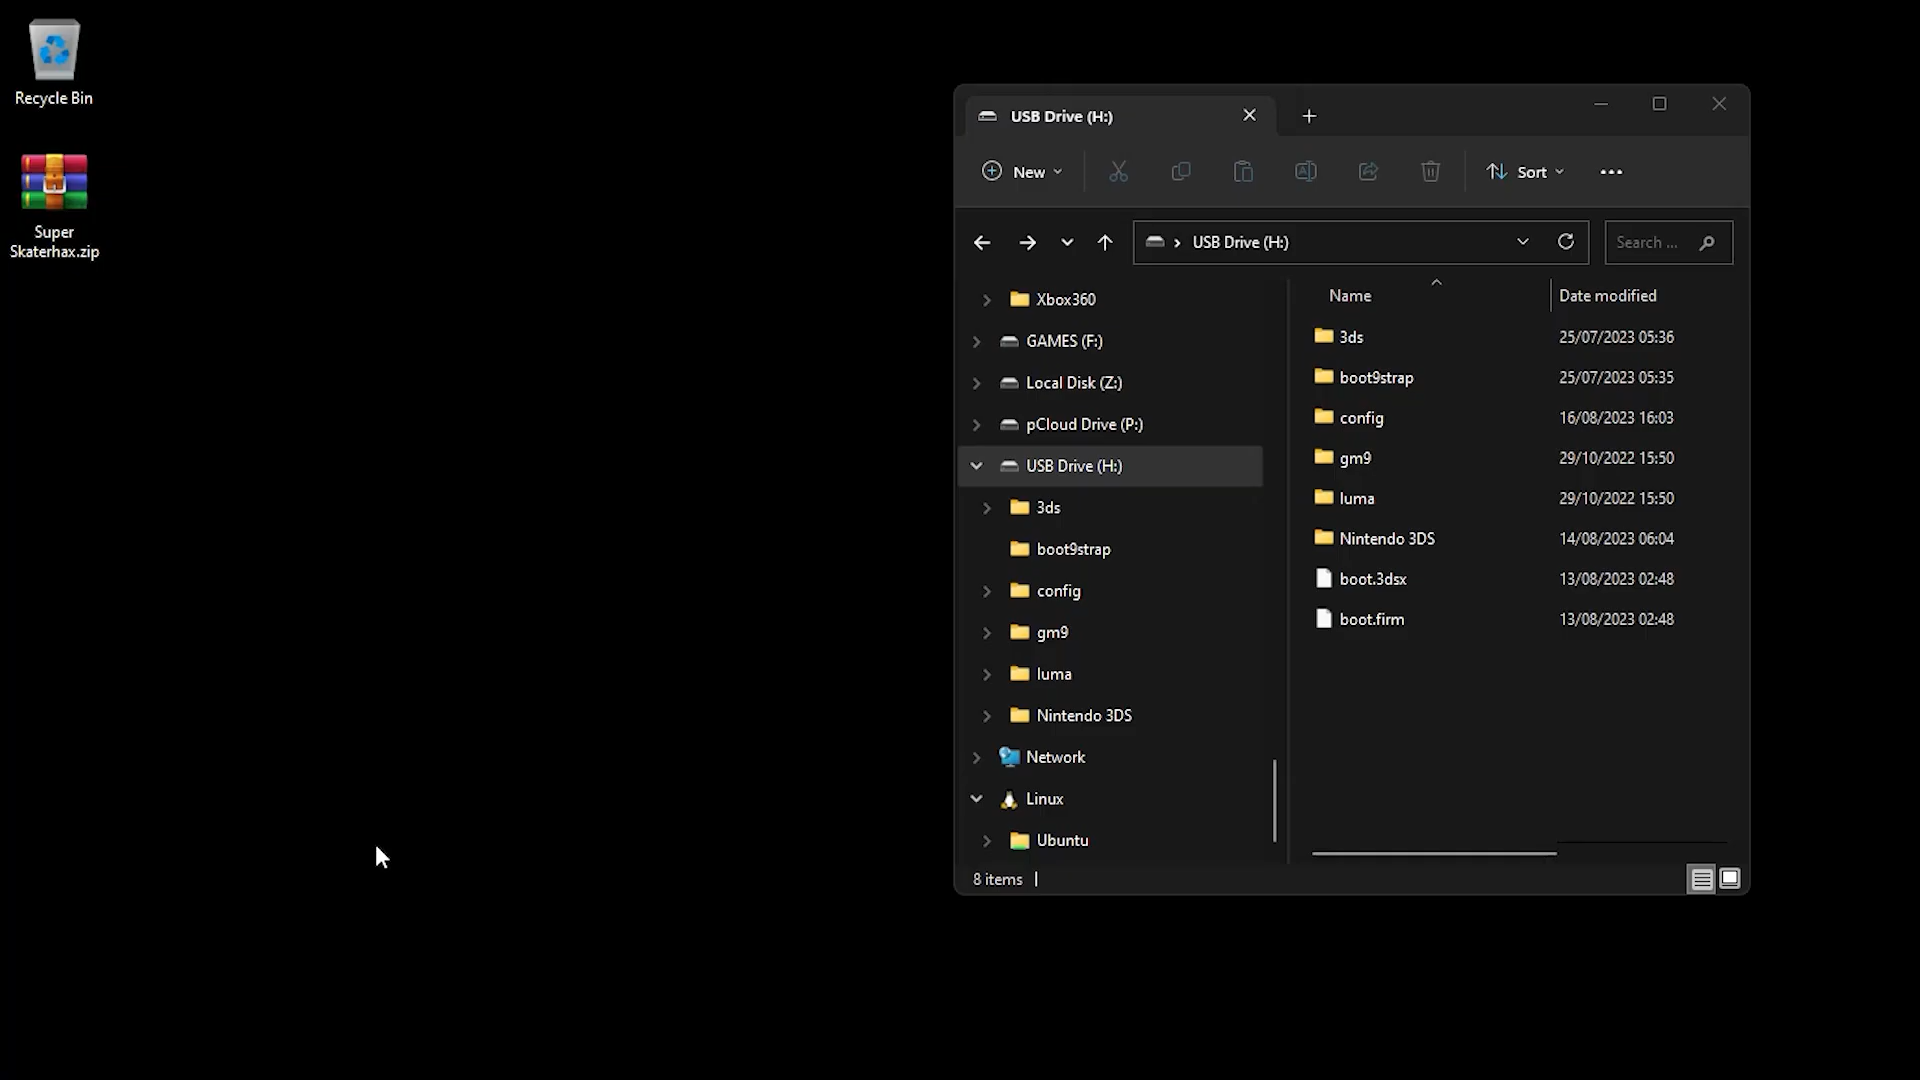 Recycle Bin
Super
Skaterhax.zip
USB Drive (H:)
New
Sort
USB Drive (H:)
Search ...
Xbox360
GAMES (F:)
Local Disk (Z:)
pCloud Drive (P:)
USB Drive (H:)
3ds
boot9strap
config
gm9
luma
Nintendo 3DS
Network
Linux
Ubuntu
Name Date modified
3ds 25/07/2023 05:36
boot9strap 25/07/2023 05:35
config 16/08/2023 16:03
gm9 29/10/2022 15:50
luma 29/10/2022 15:50
Nintendo 3DS 14/08/2023 06:04
boot.3dsx 13/08/2023 02:48
boot.firm 13/08/2023 02:48
8 items